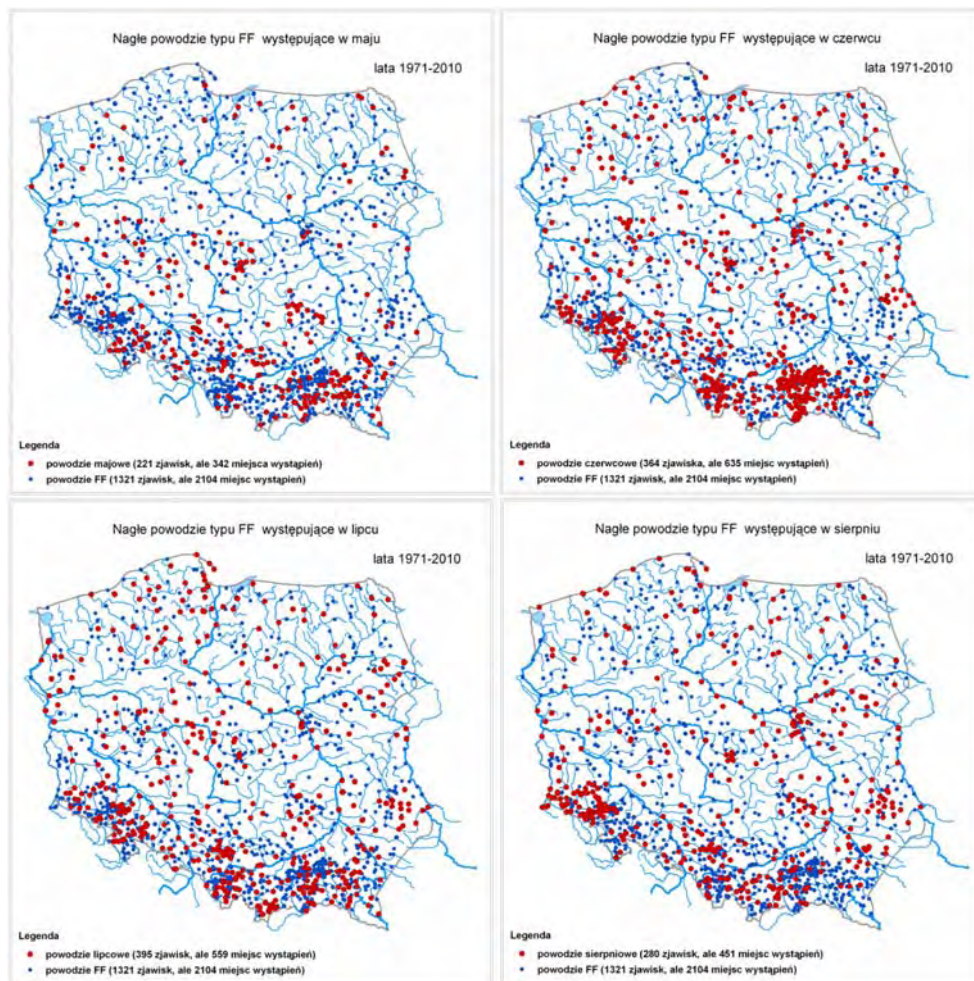 Nagłe powodzie typu FF występujące w maju
lata 1971-2010
Legenda
powodzie majowe (221 zjawisk, ale 342 miejsca wystąpień)
powodzie FF (1321 zjawisk, ale 2104 miejsc wystąpień)
Nagłe powodzie typu FF występujące w czerwcu
lata 1971-2010
Legenda
powodzie czerwcowe (364 zjawiska, ale 635 miejsc wystąpień)
powodzie FF (1321 zjawisk, ale 2104 miejsc wystąpień)
Nagłe powodzie typu FF występujące w lipcu
lata 1971-2010
Legenda
powodzie lipcowe (395 zjawisk, ale 559 miejsc wystąpień)
powodzie FF (1321 zjawisk, ale 2104 miejsc wystąpień)
Nagłe powodzie typu FF występujące w sierpniu
lata 1971-2010
Legenda
powodzie sierpniowe (280 zjawisk, ale 451 miejsc wystąpień)
powodzie FF (1321 zjawisk, ale 2104 miejsc wystąpień)